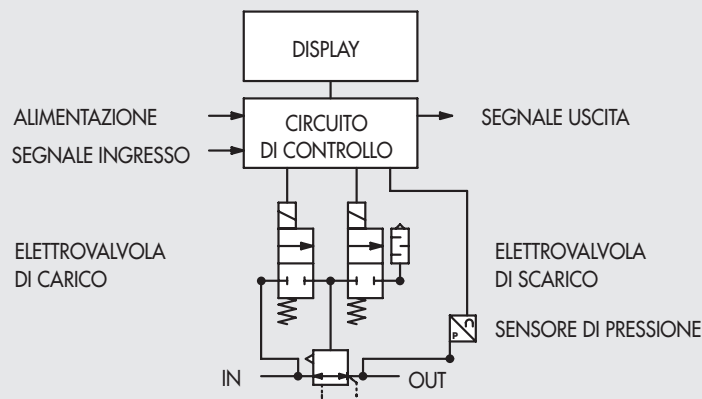 DISPLAY
ALIMENTAZIONE
SEGNALE INGRESSO
CIRCUITO
DI CONTROLLO
SEGNALE USCITA
ELETTROVALVOLA
DI CARICO
ELETTROVALVOLA
DI SCARICO
P
SENSORE DI PRESSIONE
IN
OUT